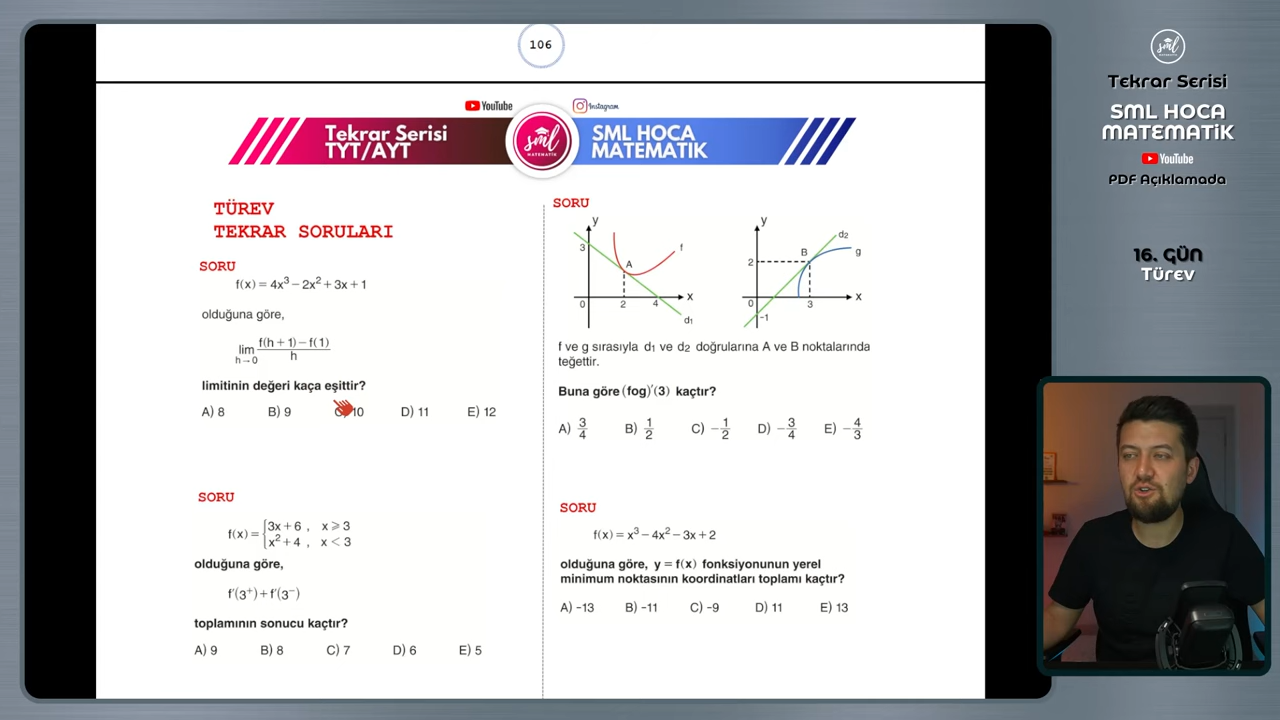 106
YouTube
Instagram
Tekrar Serisi
TYT/AYT
sml
MATEMATİK
SML HOCA
MATEMATİK
TÜREV
TEKRAR SORULARI
SORU
f(x) = 4x³ − 2x² + 3x + 1
olduğuna göre,
lim h→0 f(h + 1) − f(1) / h
limitinin değeri kaça eşittir?
A) 8 B) 9 C) 10 D) 11 E) 12
SORU
f(x) = { 3x + 6 , x ⩾ 3
x² + 4 , x < 3
olduğuna göre,
f'(3⁺) + f'(3⁻)
toplamının sonucu kaçtır?
A) 9 B) 8 C) 7 D) 6 E) 5
SORU
y
3
f
A
0 2 4 x
d₁
y
d₂
B
g
2
0 3 x
−1
f ve g sırasıyla d₁ ve d₂ doğrularına A ve B noktalarında
teğettir.
Buna göre (fog)'(3) kaçtır?
A) 3/4 B) 1/2 C) −1/2 D) −3/4 E) −4/3
SORU
f(x) = x³ − 4x² − 3x + 2
olduğuna göre, y = f(x) fonksiyonunun yerel
minimum noktasının koordinatları toplamı kaçtır?
A) -13 B) -11 C) -9 D) 11 E) 13
sml
MATEMATİK
Tekrar Serisi
SML HOCA
MATEMATİK
YouTube
PDF Açıklamada
16. GÜN
Türev